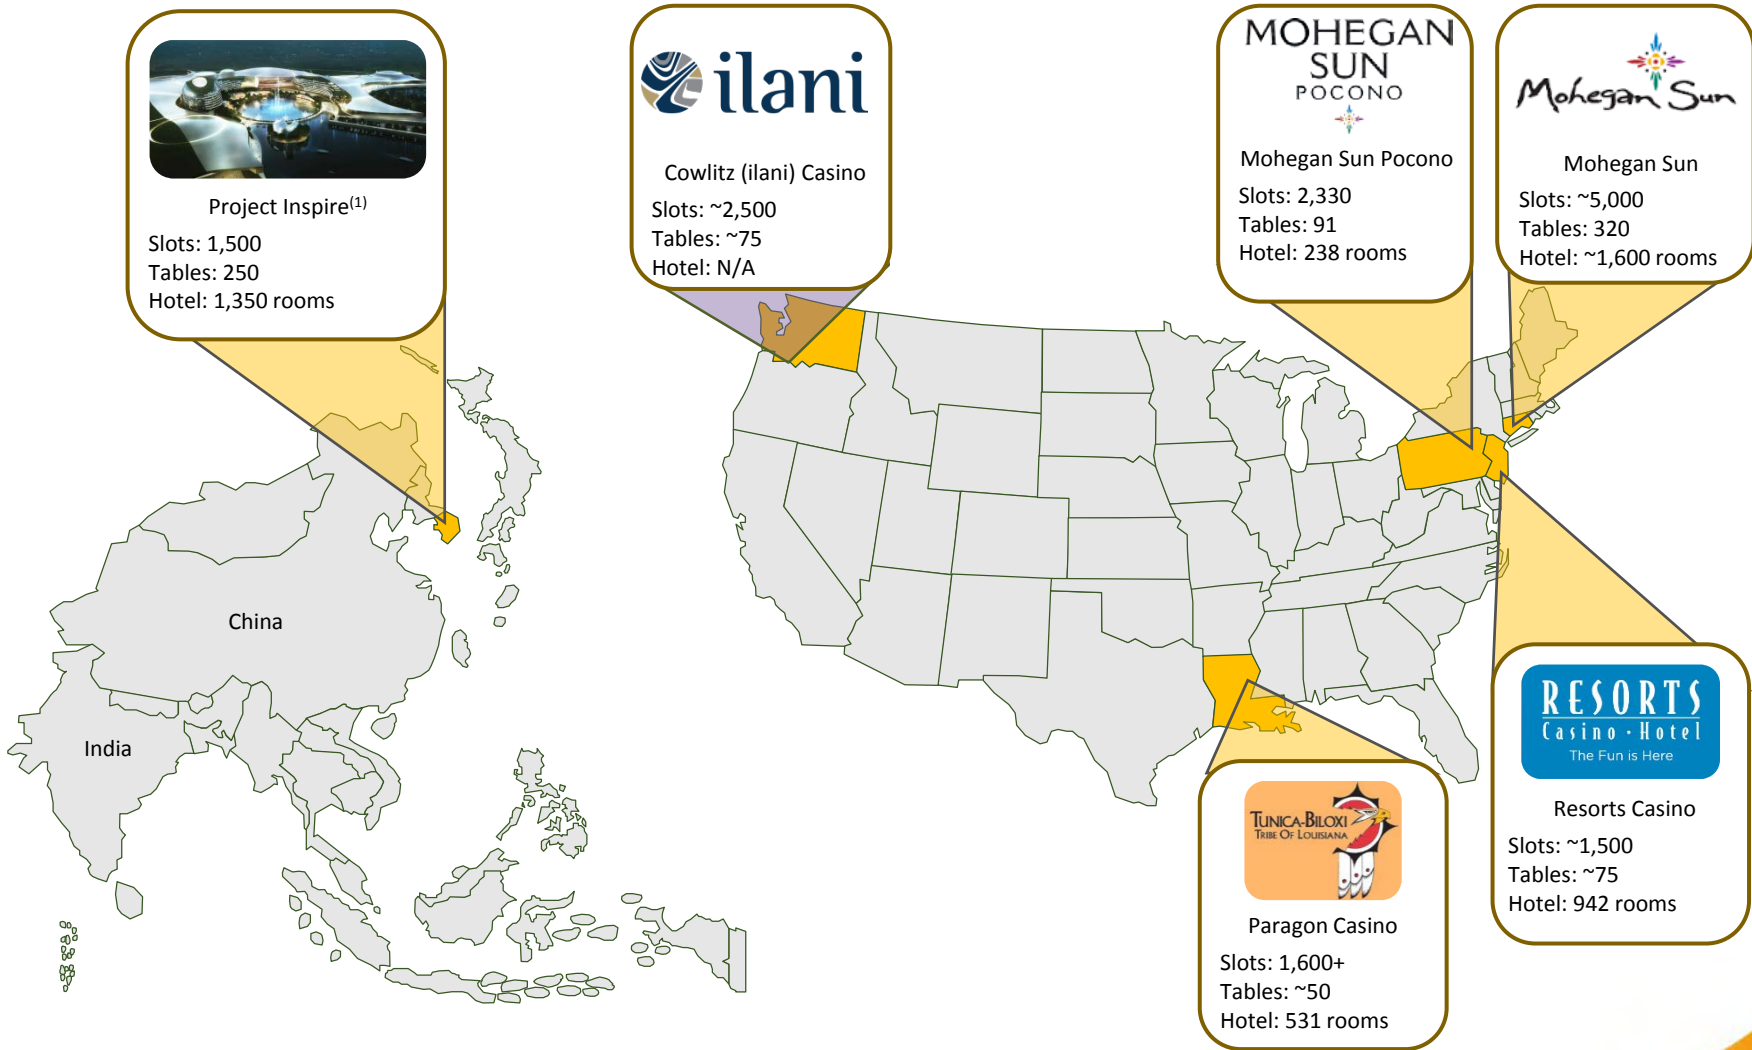 Project Inspire(1)
Slots: 1,500
Tables: 250
Hotel: 1,350 rooms
ilani
Cowlitz (ilani) Casino
Slots: ~2,500
Tables: ~75
Hotel: N/A
MOHEGAN
SUN
POCONO
Mohegan Sun Pocono
Slots: 2,330
Tables: 91
Hotel: 238 rooms
Mohegan Sun
Mohegan Sun
Slots: ~5,000
Tables: 320
Hotel: ~1,600 rooms
China
India
TUNICA-BILOXI
TRIBE OF LOUISIANA
Paragon Casino
Slots: 1,600+
Tables: ~50
Hotel: 531 rooms
RESORTS
Casino · Hotel
The Fun is Here
Resorts Casino
Slots: ~1,500
Tables: ~75
Hotel: 942 rooms